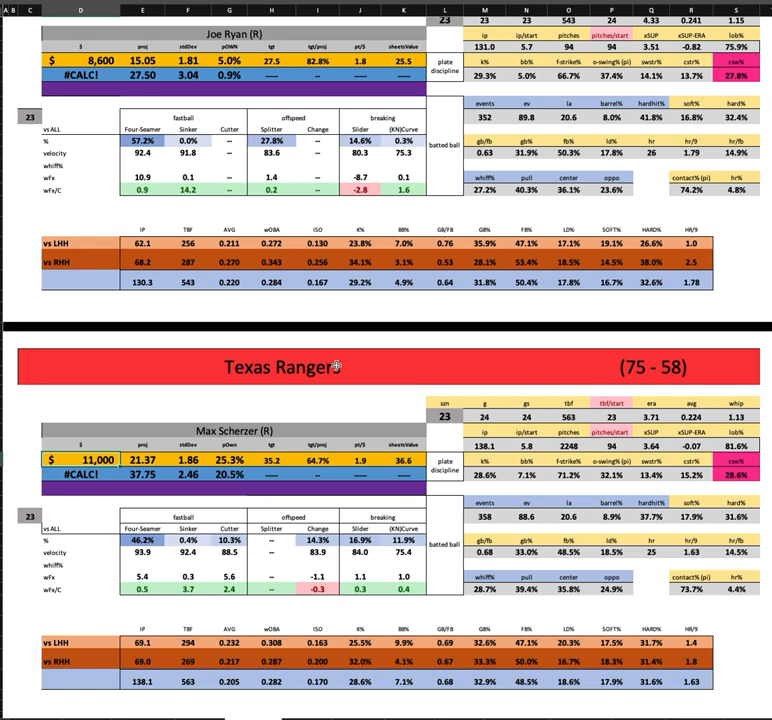 A B C D E F G H I J K L M N O P Q R S
23 23 23 543 24 4.33 0.241 1.15
Joe Ryan (R) ip ip/start pitches pitches/start xSUP xSUP-ERA lob%
$ proj stdDev pOWN tgt tgt/proj pt/$ sheetsValue 131.0 5.7 94 94 3.51 -0.82 75.9%
$ 8,600 15.05 1.81 5.0% 27.5 82.8% 1.8 25.5 plate discipline k% bb% f-strike% o-swing% (pi) swstr% cstr% csw%
#CALC! 27.50 3.04 0.9% ----- ---- --- ---- 29.3% 5.0% 66.7% 37.4% 14.1% 13.7% 27.8%
events ev la barrel% hardhit% soft% hard%
23 fastball offspeed breaking 352 89.8 20.6 8.0% 41.8% 16.8% 32.4%
vs ALL Four-Seamer Sinker Cutter Splitter Change Slider (KN)Curve
% 57.2% 0.0% -- 27.8% -- 14.6% 0.3% batted ball gb/fb gb% fb% ld% hr hr/9 hr/fb
velocity 92.4 91.8 -- 83.6 -- 80.3 75.3 0.63 31.9% 50.3% 17.8% 26 1.79 14.9%
whiff%
wFx 10.9 0.1 1.4 -8.7 0.1 whiff% pull center oppo contact% (pi) hr%
wFx/C 0.9 14.2 -- 0.2 -- -2.8 1.6 27.2% 40.3% 36.1% 23.6% 74.2% 4.8%
IP TBF AVG wOBA ISO K% BB% GB/FB GB% FB% LD% SOFT% HARD% HR/9
vs LHH 62.1 256 0.211 0.272 0.130 23.8% 7.0% 0.76 35.9% 47.1% 17.1% 19.1% 26.6% 1.0
vs RHH 68.2 287 0.270 0.343 0.256 34.1% 3.1% 0.53 28.1% 53.4% 18.5% 14.5% 38.0% 2.5
130.3 543 0.220 0.284 0.167 29.2% 4.9% 0.64 31.8% 50.4% 17.8% 16.7% 32.6% 1.78
Texas Rangers (75 - 58)
szn g gs tbf tbf/start era avg whip
23 24 24 563 23 3.71 0.224 1.13
Max Scherzer (R) ip ip/start pitches pitches/start xSUP xSUP-ERA lob%
$ proj stdDev pOwn tgt tgt/proj pt/$ sheetsValue 138.1 5.8 2248 94 3.64 -0.07 81.6%
$ 11,000 21.37 1.86 25.3% 35.2 64.7% 1.9 36.6 plate discipline k% bb% f-strike% o-swing% (pi) swstr% cstr% csw%
#CALC! 37.75 2.46 20.5% ----- ---- --- ---- 28.6% 7.1% 71.2% 32.1% 13.4% 15.2% 28.6%
events ev la barrel% hardhit% soft% hard%
23 fastball offspeed breaking 358 88.6 20.6 8.9% 37.7% 17.9% 31.6%
vs ALL Four-Seamer Sinker Cutter Splitter Change Slider (KN)Curve
% 46.2% 0.4% 10.3% -- 14.3% 16.9% 11.9% batted ball gb/fb gb% fb% ld% hr hr/9 hr/fb
velocity 93.9 92.4 88.5 -- 83.9 84.0 75.4 0.68 33.0% 48.5% 18.5% 25 1.63 14.5%
whiff%
wFx 5.4 0.3 5.6 -1.1 1.1 1.0 whiff% pull center oppo contact% (pi) hr%
wFx/C 0.5 3.7 2.4 -- -0.3 0.3 0.4 28.7% 39.4% 35.8% 24.9% 73.7% 4.4%
IP TBF AVG wOBA ISO K% BB% GB/FB GB% FB% LD% SOFT% HARD% HR/9
vs LHH 69.1 294 0.232 0.308 0.163 25.5% 9.9% 0.69 32.6% 47.1% 20.3% 17.5% 31.7% 1.4
vs RHH 69.0 269 0.217 0.287 0.200 32.0% 4.1% 0.67 33.3% 50.0% 16.7% 18.3% 31.4% 1.8
138.1 563 0.205 0.282 0.170 28.6% 7.1% 0.68 32.9% 48.5% 18.6% 17.9% 31.6% 1.63